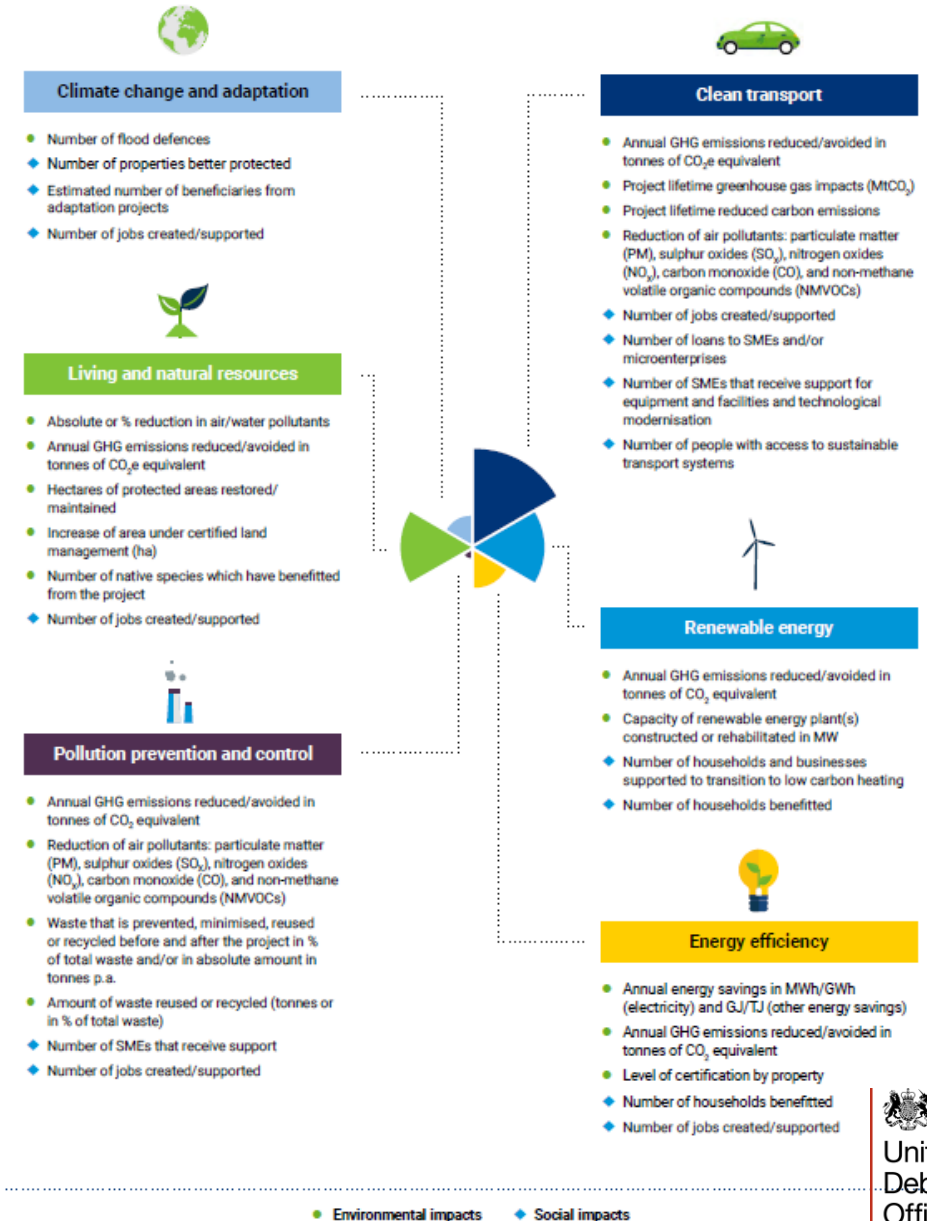 Climate change and adaptation
Number of flood defences
Number of properties better protected
Estimated number of beneficiaries from
adaptation projects
Number of jobs created/supported
Living and natural resources
Absolute or % reduction in air/water pollutants
Annual GHG emissions reduced/avoided in
tonnes of CO₂e equivalent
Hectares of protected areas restored/
maintained
Increase of area under certified land
management (ha)
Number of native species which have benefitted
from the project
Number of jobs created/supported
Pollution prevention and control
Annual GHG emissions reduced/avoided in
tonnes of CO₂ equivalent
Reduction of air pollutants: particulate matter
(PM), sulphur oxides (SOₓ), nitrogen oxides
(NOₓ), carbon monoxide (CO), and non-methane
volatile organic compounds (NMVOCs)
Waste that is prevented, minimised, reused
or recycled before and after the project in %
of total waste and/or in absolute amount in
tonnes p.a.
Amount of waste reused or recycled (tonnes or
in % of total waste)
Number of SMEs that receive support
Number of jobs created/supported
Clean transport
Annual GHG emissions reduced/avoided in
tonnes of CO₂e equivalent
Project lifetime greenhouse gas impacts (MtCO₂)
Project lifetime reduced carbon emissions
Reduction of air pollutants: particulate matter
(PM), sulphur oxides (SOₓ), nitrogen oxides
(NOₓ), carbon monoxide (CO), and non-methane
volatile organic compounds (NMVOCs)
Number of jobs created/supported
Number of loans to SMEs and/or
microenterprises
Number of SMEs that receive support for
equipment and facilities and technological
modernisation
Number of people with access to sustainable
transport systems
Renewable energy
Annual GHG emissions reduced/avoided in
tonnes of CO₂ equivalent
Capacity of renewable energy plant(s)
constructed or rehabilitated in MW
Number of households and businesses
supported to transition to low carbon heating
Number of households benefitted
Energy efficiency
Annual energy savings in MWh/GWh
(electricity) and GJ/TJ (other energy savings)
Annual GHG emissions reduced/avoided in
tonnes of CO₂ equivalent
Level of certification by property
Number of households benefitted
Number of jobs created/supported
Unit
Deb
Offi
Environmental impacts
Social impacts